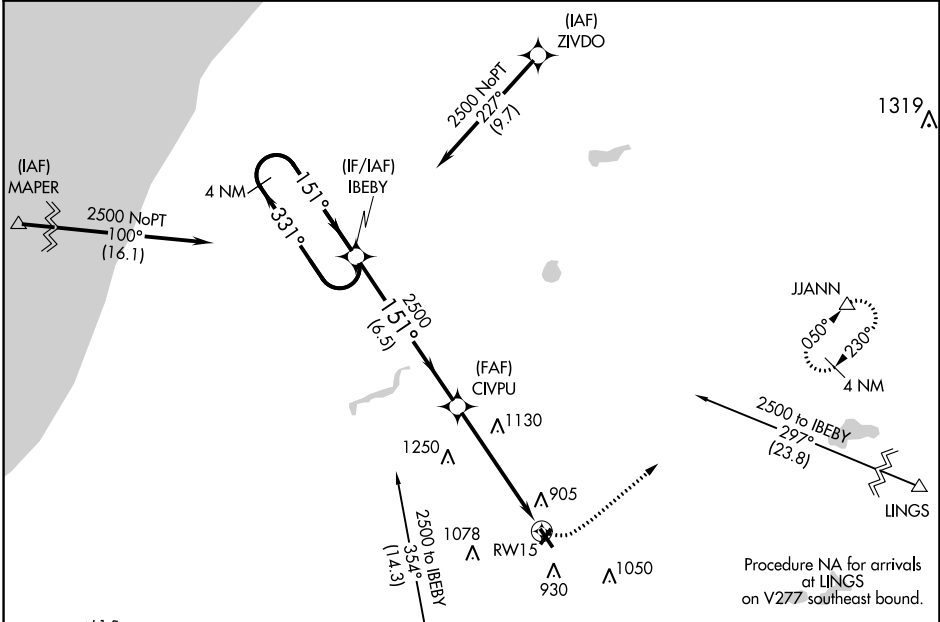 (IAF)
ZIVDO
2500 NoPT
227°
(9.7)
1319
(IAF)
MAPER
2500 NoPT
100°
(16.1)
4 NM
(IF/IAF)
IBEBY
151°
331°
2500
151°
(6.5)
JJANN
050°
230°
4 NM
(FAF)
CIVPU
1130
1250
2500 to IBEBY
297°
(23.8)
LINGS
905
RW15
1078
930
1050
2500 to IBEBY
354°
(14.3)
Procedure NA for arrivals
at LINGS
on V277 southeast bound.